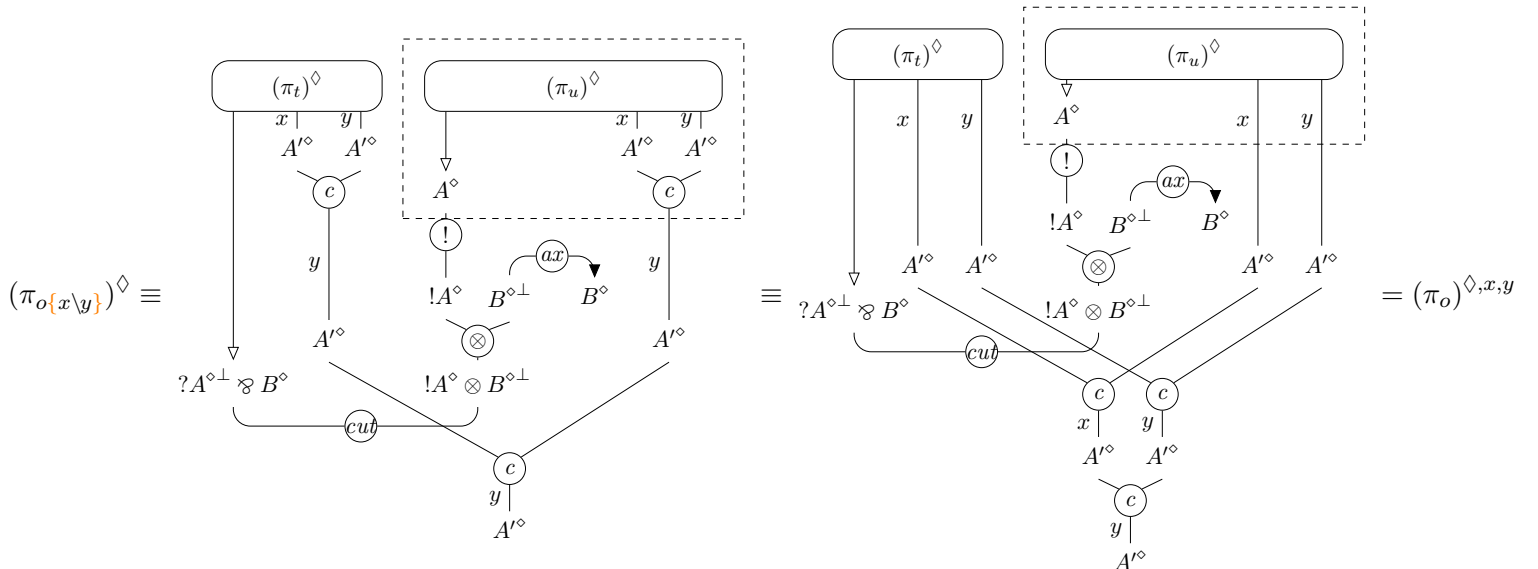 (π_t)^◊ (π_u)^◊
x y x y
A'^⋄ A'^⋄ A^⋄ A'^⋄ A'^⋄
c ! c
y ax y
(π_{o{x\y}})^◊ ≡ !A^⋄ B^{⋄⊥} B^⋄
⊗
A'^⋄ A'^⋄
?A^{⋄⊥} ⅋ B^⋄ !A^⋄ ⊗ B^{⋄⊥}
cut
c
y
A'^⋄
≡
(π_t)^◊ (π_u)^◊
x y A^⋄ x y
!
ax
!A^⋄ B^{⋄⊥} B^⋄
A'^⋄ A'^⋄ ⊗ A'^⋄ A'^⋄
?A^{⋄⊥} ⅋ B^⋄ !A^⋄ ⊗ B^{⋄⊥}
cut
c c
x y
A'^⋄ A'^⋄
c
y
A'^⋄
= (π_o)^{◊,x,y}